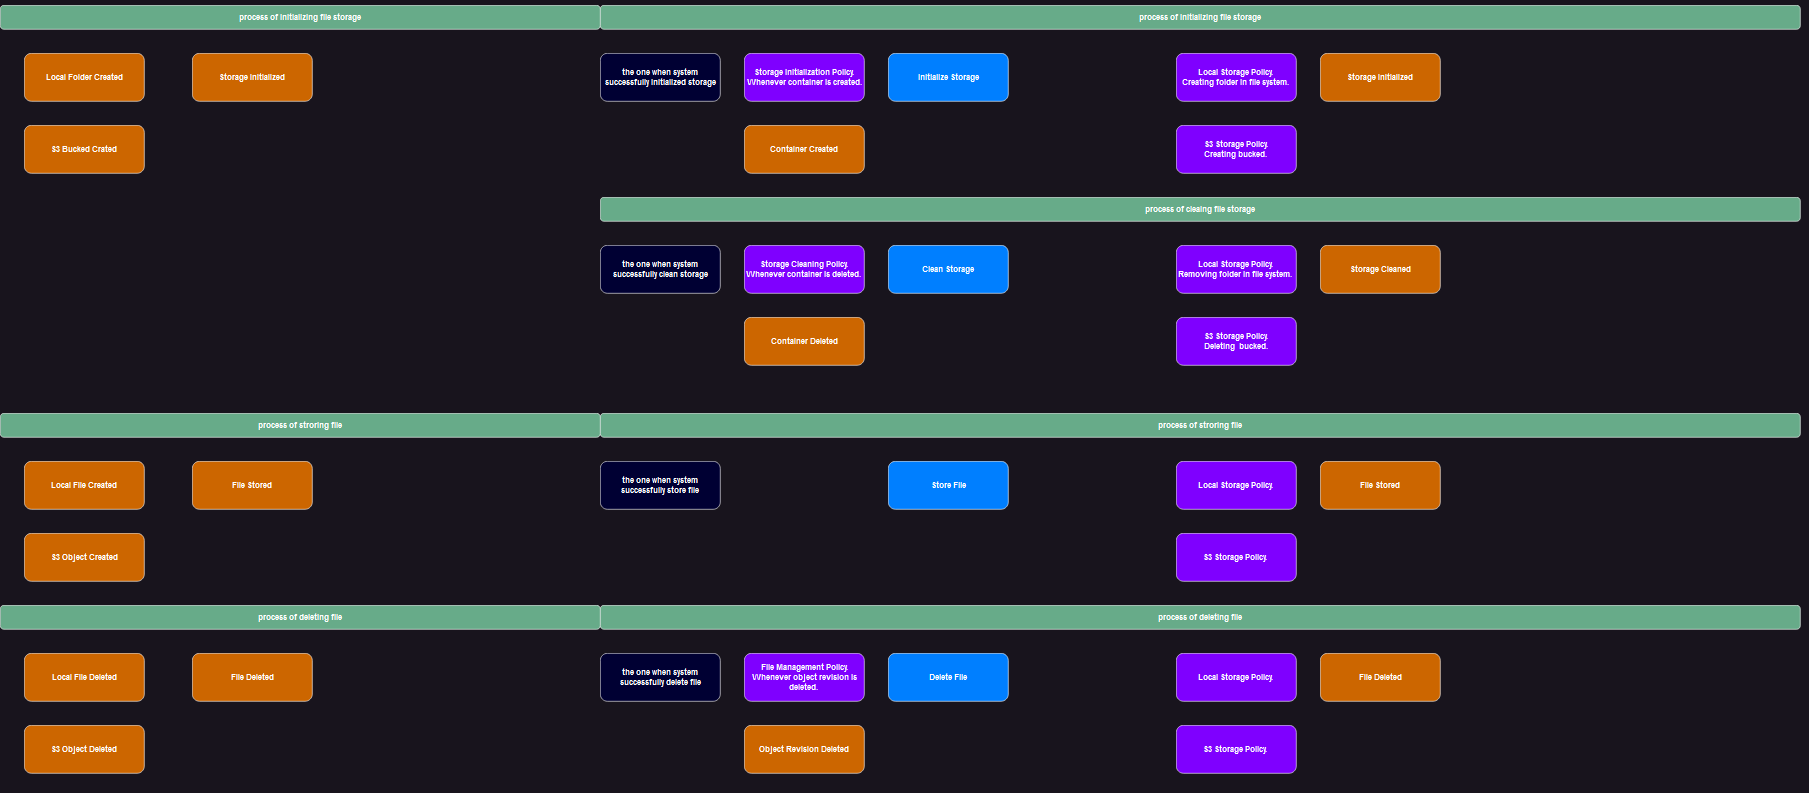 process of initializing file storage
process of initializing file storage
Local Folder Created
Storage Initialized
the one when system
successfully initialized storage
Storage Initialization Policy.
Whenever container is created.
Initialize Storage
Local Storage Policy.
Creating folder in file system.
Storage Initialized
S3 Bucked Crated
Container Created
S3 Storage Policy.
Creating bucked.
process of cleaing file storage
the one when system
successfully clean storage
Storage Cleaning Policy.
Whenever container is deleted.
Clean Storage
Local Storage Policy.
Removing folder in file system.
Storage Cleaned
Container Deleted
S3 Storage Policy.
Deleting  bucked.
process of stroring file
process of stroring file
Local File Created
File Stored
the one when system
successfully store file
Store File
Local Storage Policy.
File Stored
S3 Object Created
S3 Storage Policy.
process of deleting file
process of deleting file
Local File Deleted
File Deleted
the one when system
successfully delete file
File Management Policy.
Whenever object revision is
deleted.
Delete File
Local Storage Policy.
File Deleted
S3 Object Deleted
Object Revision Deleted
S3 Storage Policy.